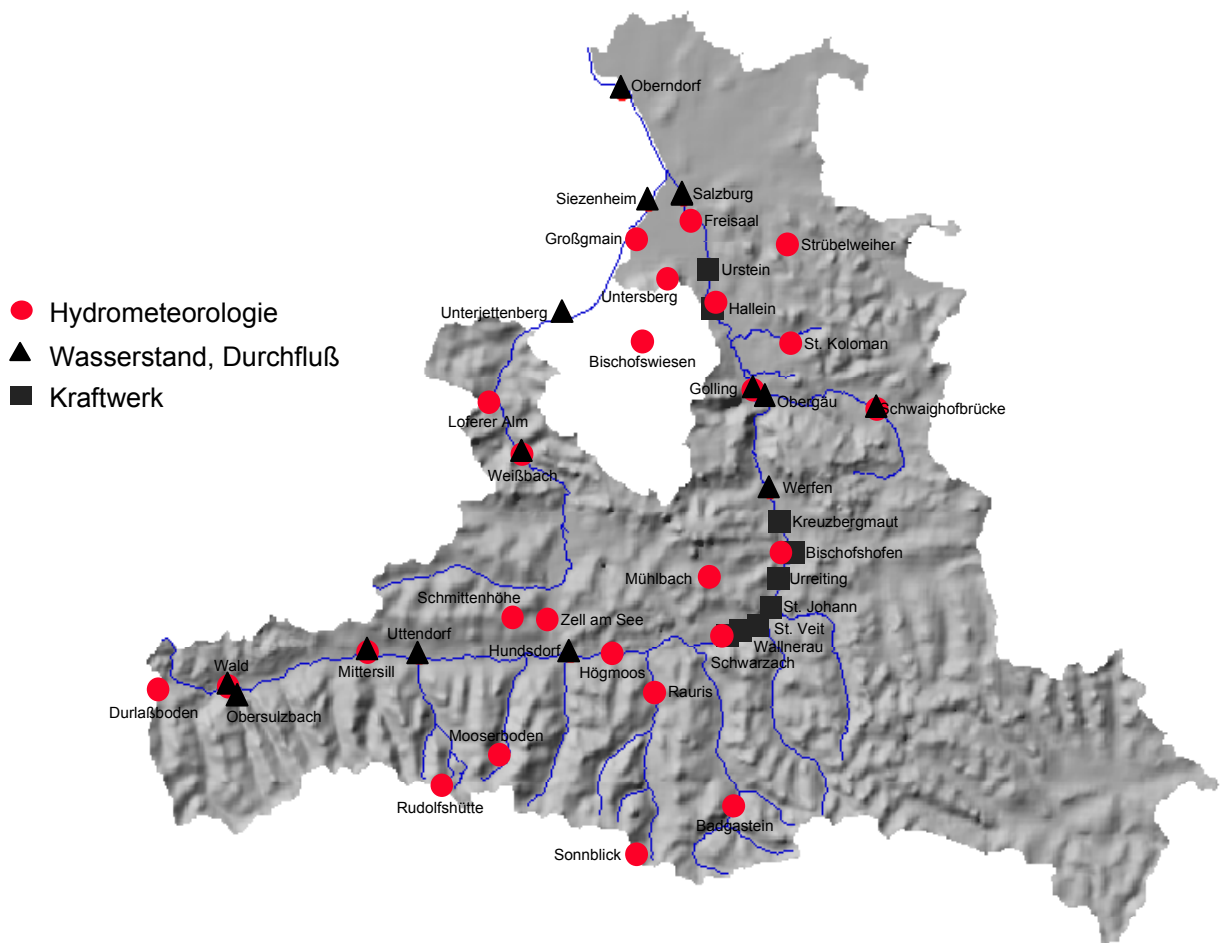 Oberndorf
Siezenheim
Salzburg
Freisaal
Großgmain
Strübelweiher
Urstein
Untersberg
Hallein
Hydrometeorologie
Unterjettenberg
St. Koloman
Wasserstand, Durchfluß
Bischofswiesen
Kraftwerk
Golling
Obergäu
Schwaighofbrücke
Loferer Alm
Weißbach
Werfen
Kreuzbergmaut
Bischofshofen
Mühlbach
Urreiting
Schmittenhöhe
St. Johann
Zell am See
St. Veit
Uttendorf
Wallnerau
Hundsdorf
Schwarzach
Wald
Mittersill
Högmoos
Rauris
Durlaßboden
Obersulzbach
Mooserboden
Rudolfshütte
Badgastein
Sonnblick